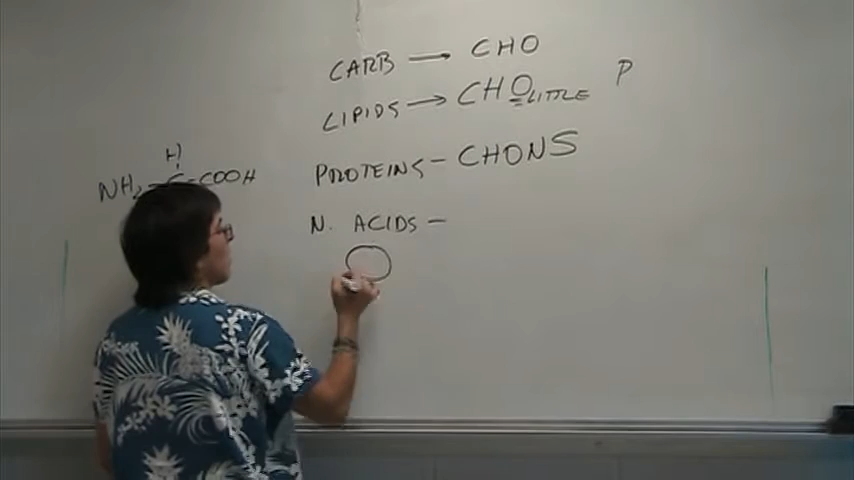 CARB → CHO
LIPIDS → CHO LITTLE P
PROTEINS - CHONS
N. ACIDS -
H
NH2 - C - COOH